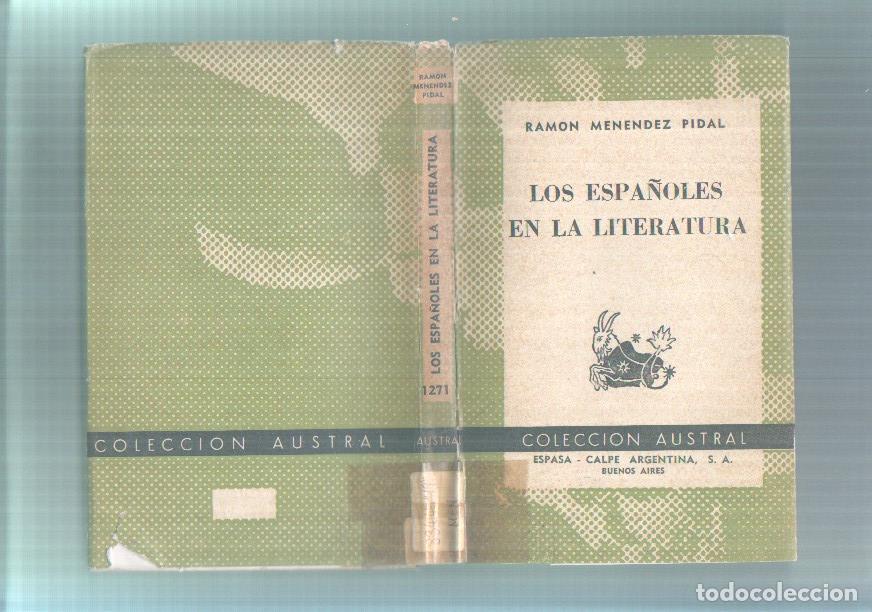 COLECCION AUSTRAL
RAMON
MENENDEZ
PIDAL
LOS ESPAÑOLES EN LA LITERATURA
1271
AUSTRAL
RAMON MENENDEZ PIDAL
LOS ESPAÑOLES
EN LA LITERATURA
COLECCION AUSTRAL
ESPASA - CALPE ARGENTINA, S. A.
BUENOS AIRES
todocoleccion